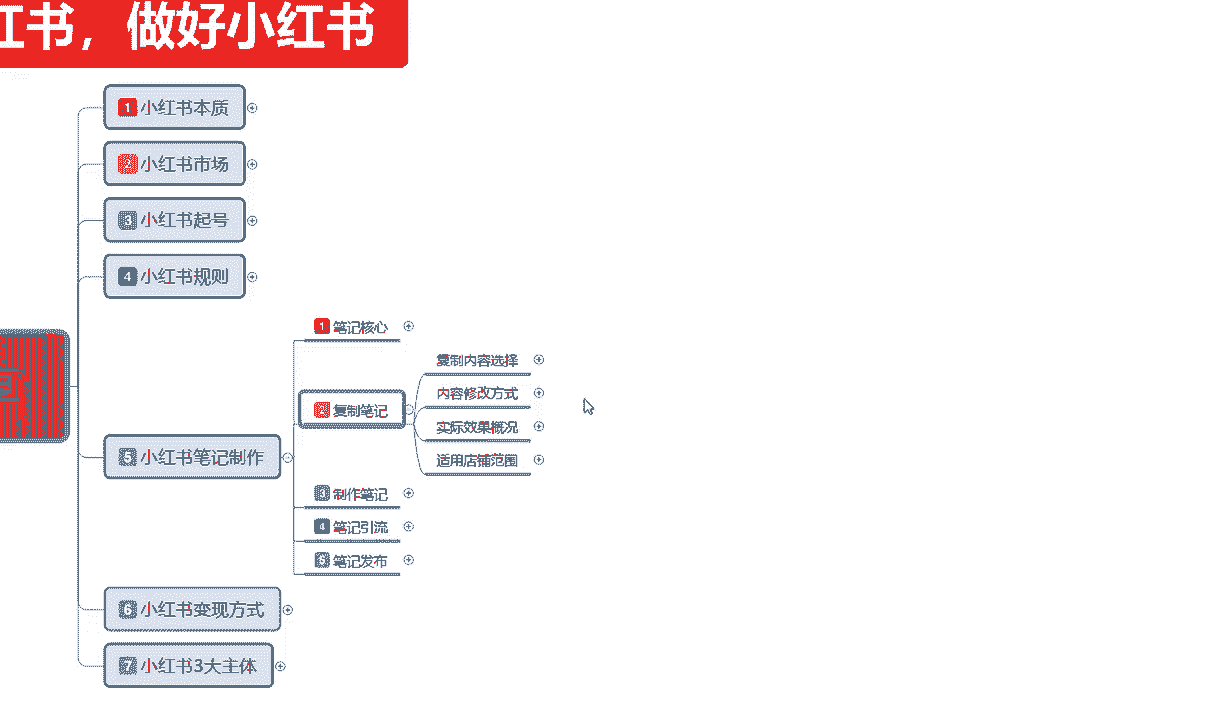 红书，做好小红书
1 小红书本质
2 小红书市场
3 小红书起号
4 小红书规则
5 小红书笔记制作
1 笔记核心
2 复制笔记
复制内容选择
内容修改方式
实际效果概况
适用店铺范围
3 制作笔记
4 笔记引流
5 笔记发布
6 小红书变现方式
7 小红书3大主体